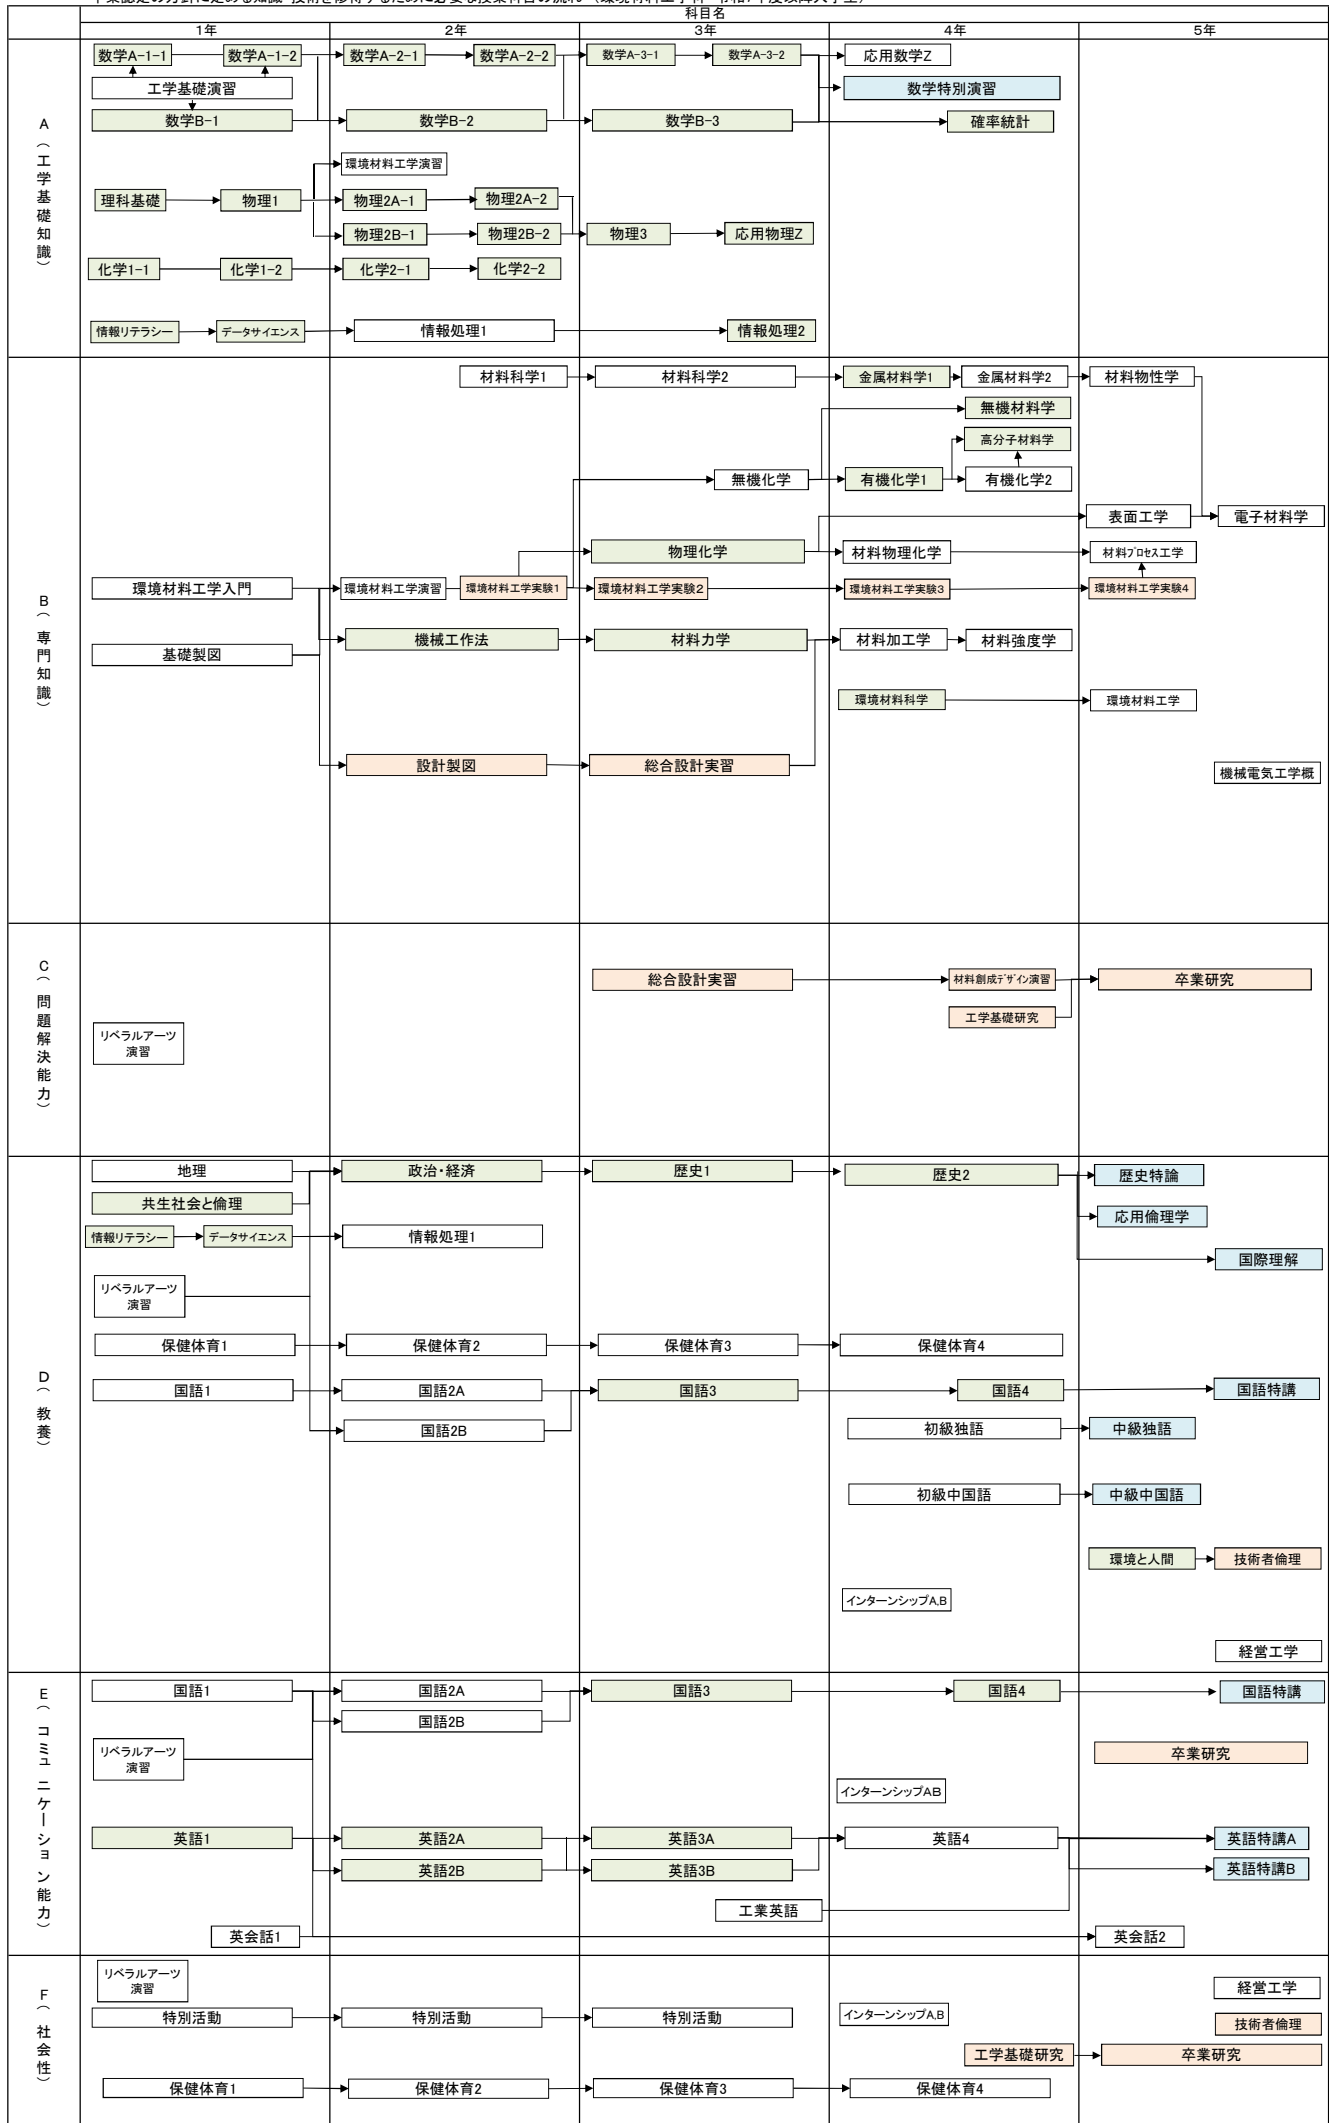 科目名
1年 2年 3年 4年 5年
A（工学基礎知識）
数学A-1-1 数学A-1-2 数学A-2-1 数学A-2-2 数学A-3-1 数学A-3-2 応用数学Z
工学基礎演習 数学特別演習
数学B-1 数学B-2 数学B-3 確率統計
環境材料工学演習
理科基礎 物理1 物理2A-1 物理2A-2
物理2B-1 物理2B-2 物理3 応用物理Z
化学1-1 化学1-2 化学2-1 化学2-2
情報リテラシー データサイエンス 情報処理1 情報処理2
B（専門知識）
材料科学1 材料科学2 金属材料学1 金属材料学2 材料物性学
無機材料学
高分子材料学
無機化学 有機化学1 有機化学2
表面工学 電子材料学
物理化学 材料物理化学 材料プロセス工学
環境材料工学入門 環境材料工学演習 環境材料工学実験1 環境材料工学実験2 環境材料工学実験3 環境材料工学実験4
機械工作法 材料力学 材料加工学 材料強度学
基礎製図
環境材料科学 環境材料工学
設計製図 総合設計実習 機械電気工学概
C（問題解決能力）
総合設計実習 材料創成デザイン演習 卒業研究
工学基礎研究
リベラルアーツ
演習
D（教養）
地理 政治・経済 歴史1 歴史2 歴史特論
共生社会と倫理 応用倫理学
情報リテラシー データサイエンス 情報処理1
国際理解
リベラルアーツ
演習
保健体育1 保健体育2 保健体育3 保健体育4
国語1 国語2A 国語3 国語4 国語特講
国語2B 初級独語 中級独語
初級中国語 中級中国語
環境と人間 技術者倫理
インターンシップA,B
経営工学
E（コミュニケーション能力）
国語1 国語2A 国語3 国語4 国語特講
国語2B
リベラルアーツ
演習
卒業研究
インターンシップAB
英語1 英語2A 英語3A 英語4 英語特講A
英語2B 英語3B 英語特講B
工業英語
英会話1 英会話2
F（社会性）
リベラルアーツ
演習
経営工学
特別活動 特別活動 特別活動 インターンシップA,B 技術者倫理
工学基礎研究 卒業研究
保健体育1 保健体育2 保健体育3 保健体育4